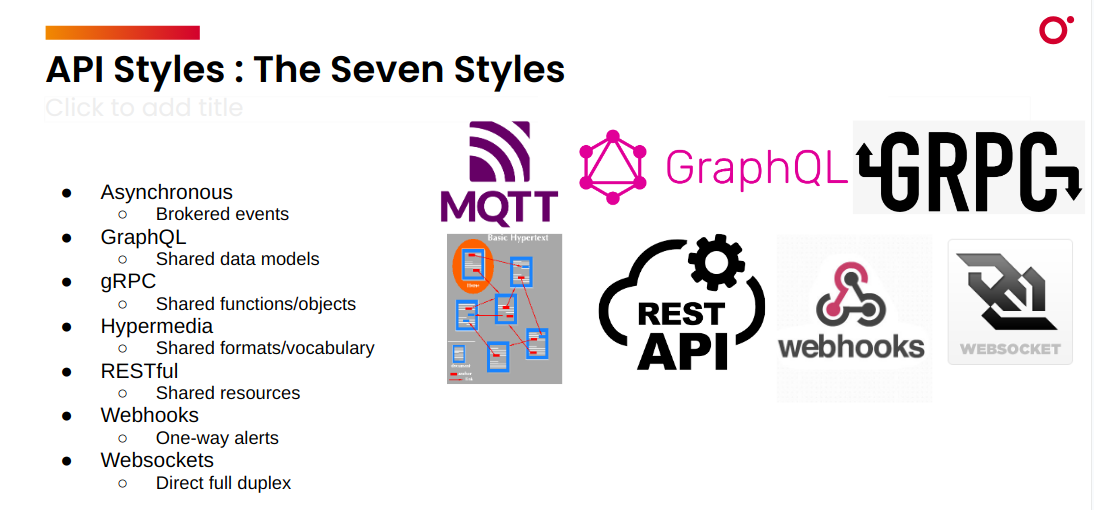 API Styles : The Seven Styles
Click to add title
● Asynchronous
○ Brokered events
● GraphQL
○ Shared data models
● gRPC
○ Shared functions/objects
● Hypermedia
○ Shared formats/vocabulary
● RESTful
○ Shared resources
● Webhooks
○ One-way alerts
● Websockets
○ Direct full duplex
MQTT
GraphQL
GRPC
Basic Hypertext
REST
API
webhooks
WEBSOCKET